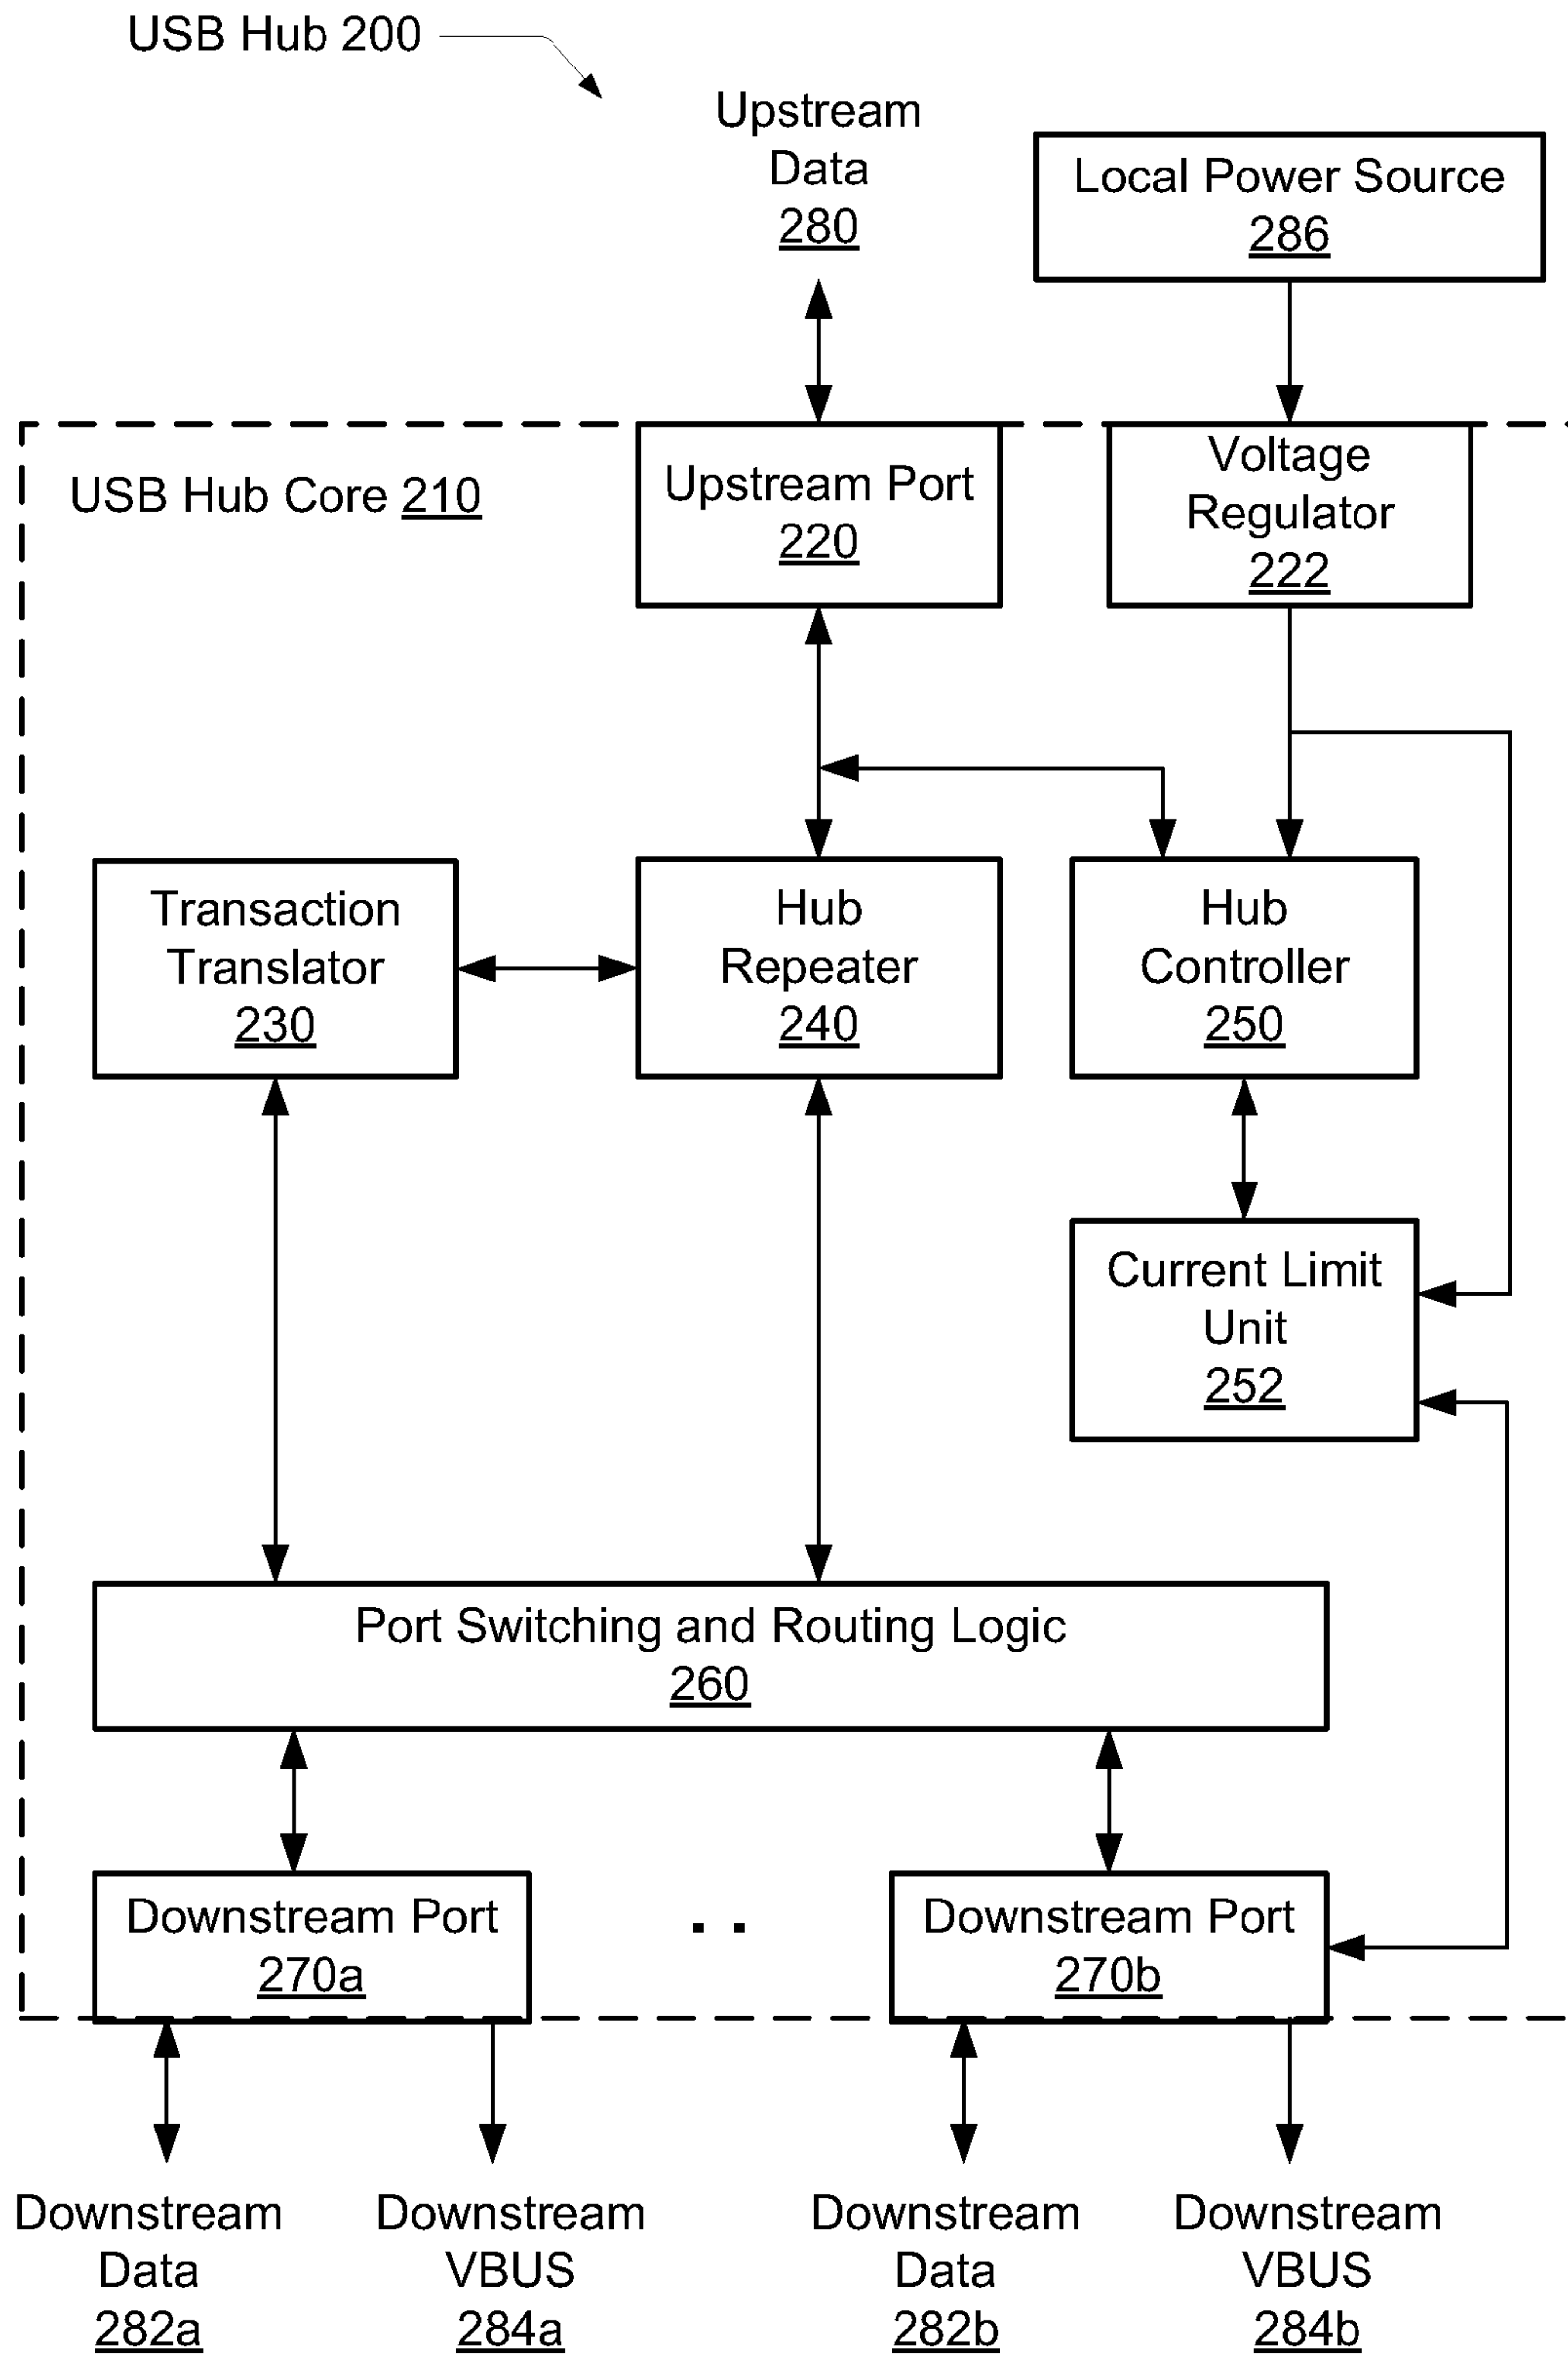 USB Hub 200
Upstream
Data
280
Local Power Source
286
USB Hub Core 210
Upstream Port
220
Voltage
Regulator
222
Transaction
Translator
230
Hub
Repeater
240
Hub
Controller
250
Current Limit
Unit
252
Port Switching and Routing Logic
260
Downstream Port
270a
. .
Downstream Port
270b
Downstream
Data
282a
Downstream
VBUS
284a
Downstream
Data
282b
Downstream
VBUS
284b